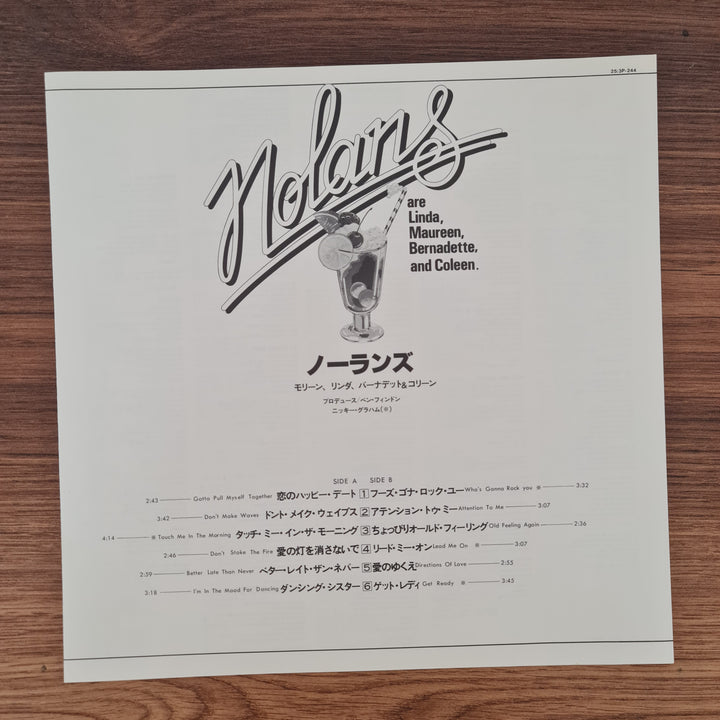 25·3P-244
Nolans
are
Linda,
Maureen,
Bernadette,
and Coleen.
ノーランズ
モリーン、リンダ、バーナデット&コリーン
プロデュース/ベン・フィンドン
ニッキー・グラハム(※)
SIDE A SIDE B
2:43 Gotta Pull Myself Together 恋のハッピー・デート 1 フーズ・ゴナ・ロック・ユー Who's Gonna Rock you ※ 3:32
3:42 Don't Make Waves ドント・メイク・ウェイブス 2 アテンション・トゥ・ミー Attention To Me 3:07
4:14 ※ Touch Me In The Morning タッチ・ミー・イン・ザ・モーニング 3 ちょっぴりオールド・フィーリング Old Feeling Again 2:36
2:46 Don't Stoke The Fire 愛の灯を消さないで 4 リード・ミー・オン Lead Me On ※ 3:07
2:59 Better Late Than Never ベター・レイト・ザン・ネバー 5 愛のゆくえ Directions Of Love 2:55
3:18 I'm In The Mood For Dancing ダンシング・シスター 6 ゲット・レディ Get Ready ※ 3:45